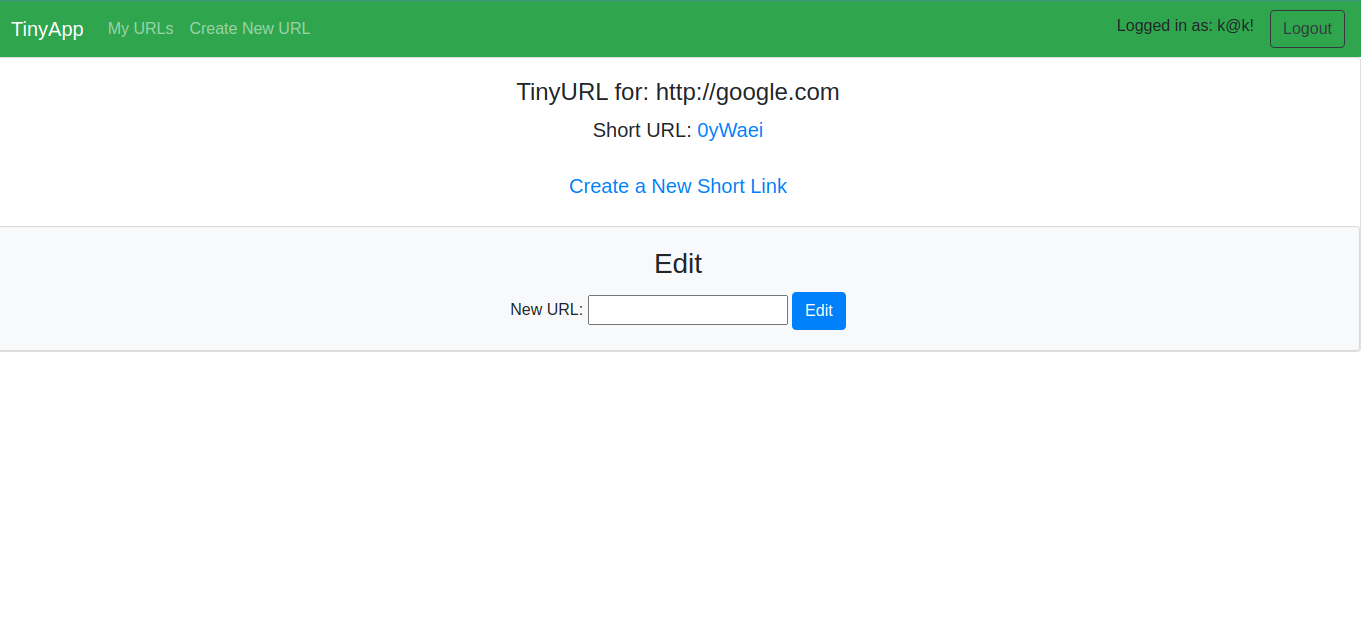 TinyApp My URLs Create New URL Logged in as: k@k! Logout
TinyURL for: http://google.com
Short URL: 0yWaei
Create a New Short Link
Edit
New URL: Edit